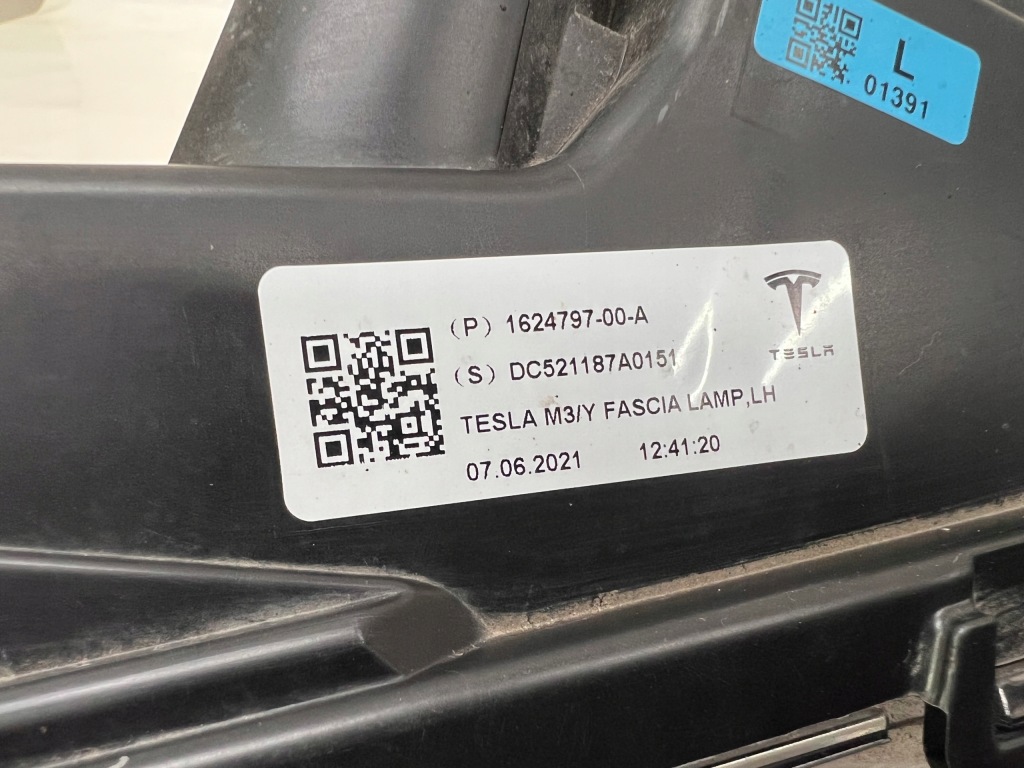 L
01391
(P) 1624797-00-A
(S) DC521187A0151
TESLA M3/Y FASCIA LAMP,LH
07.06.2021 12:41:20
TESLA